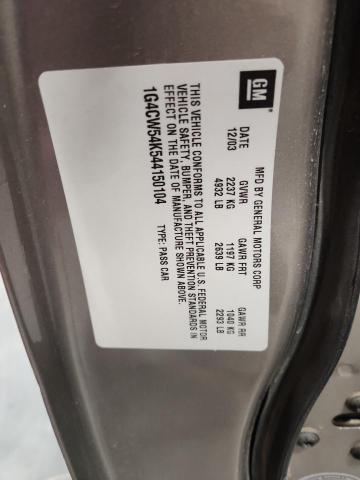 GM
MFD BY GENERAL MOTORS CORP
DATE GVWR GAWR FRT GAWR RR
12/03 2237 KG 1197 KG 1040 KG
4932 LB 2639 LB 2293 LB
THIS VEHICLE CONFORMS TO ALL APPLICABLE U.S. FEDERAL MOTOR
VEHICLE SAFETY, BUMPER, AND THEFT PREVENTION STANDARDS IN
EFFECT ON THE DATE OF MANUFACTURE SHOWN ABOVE.
1G4CW54K544150104 TYPE: PASS CAR